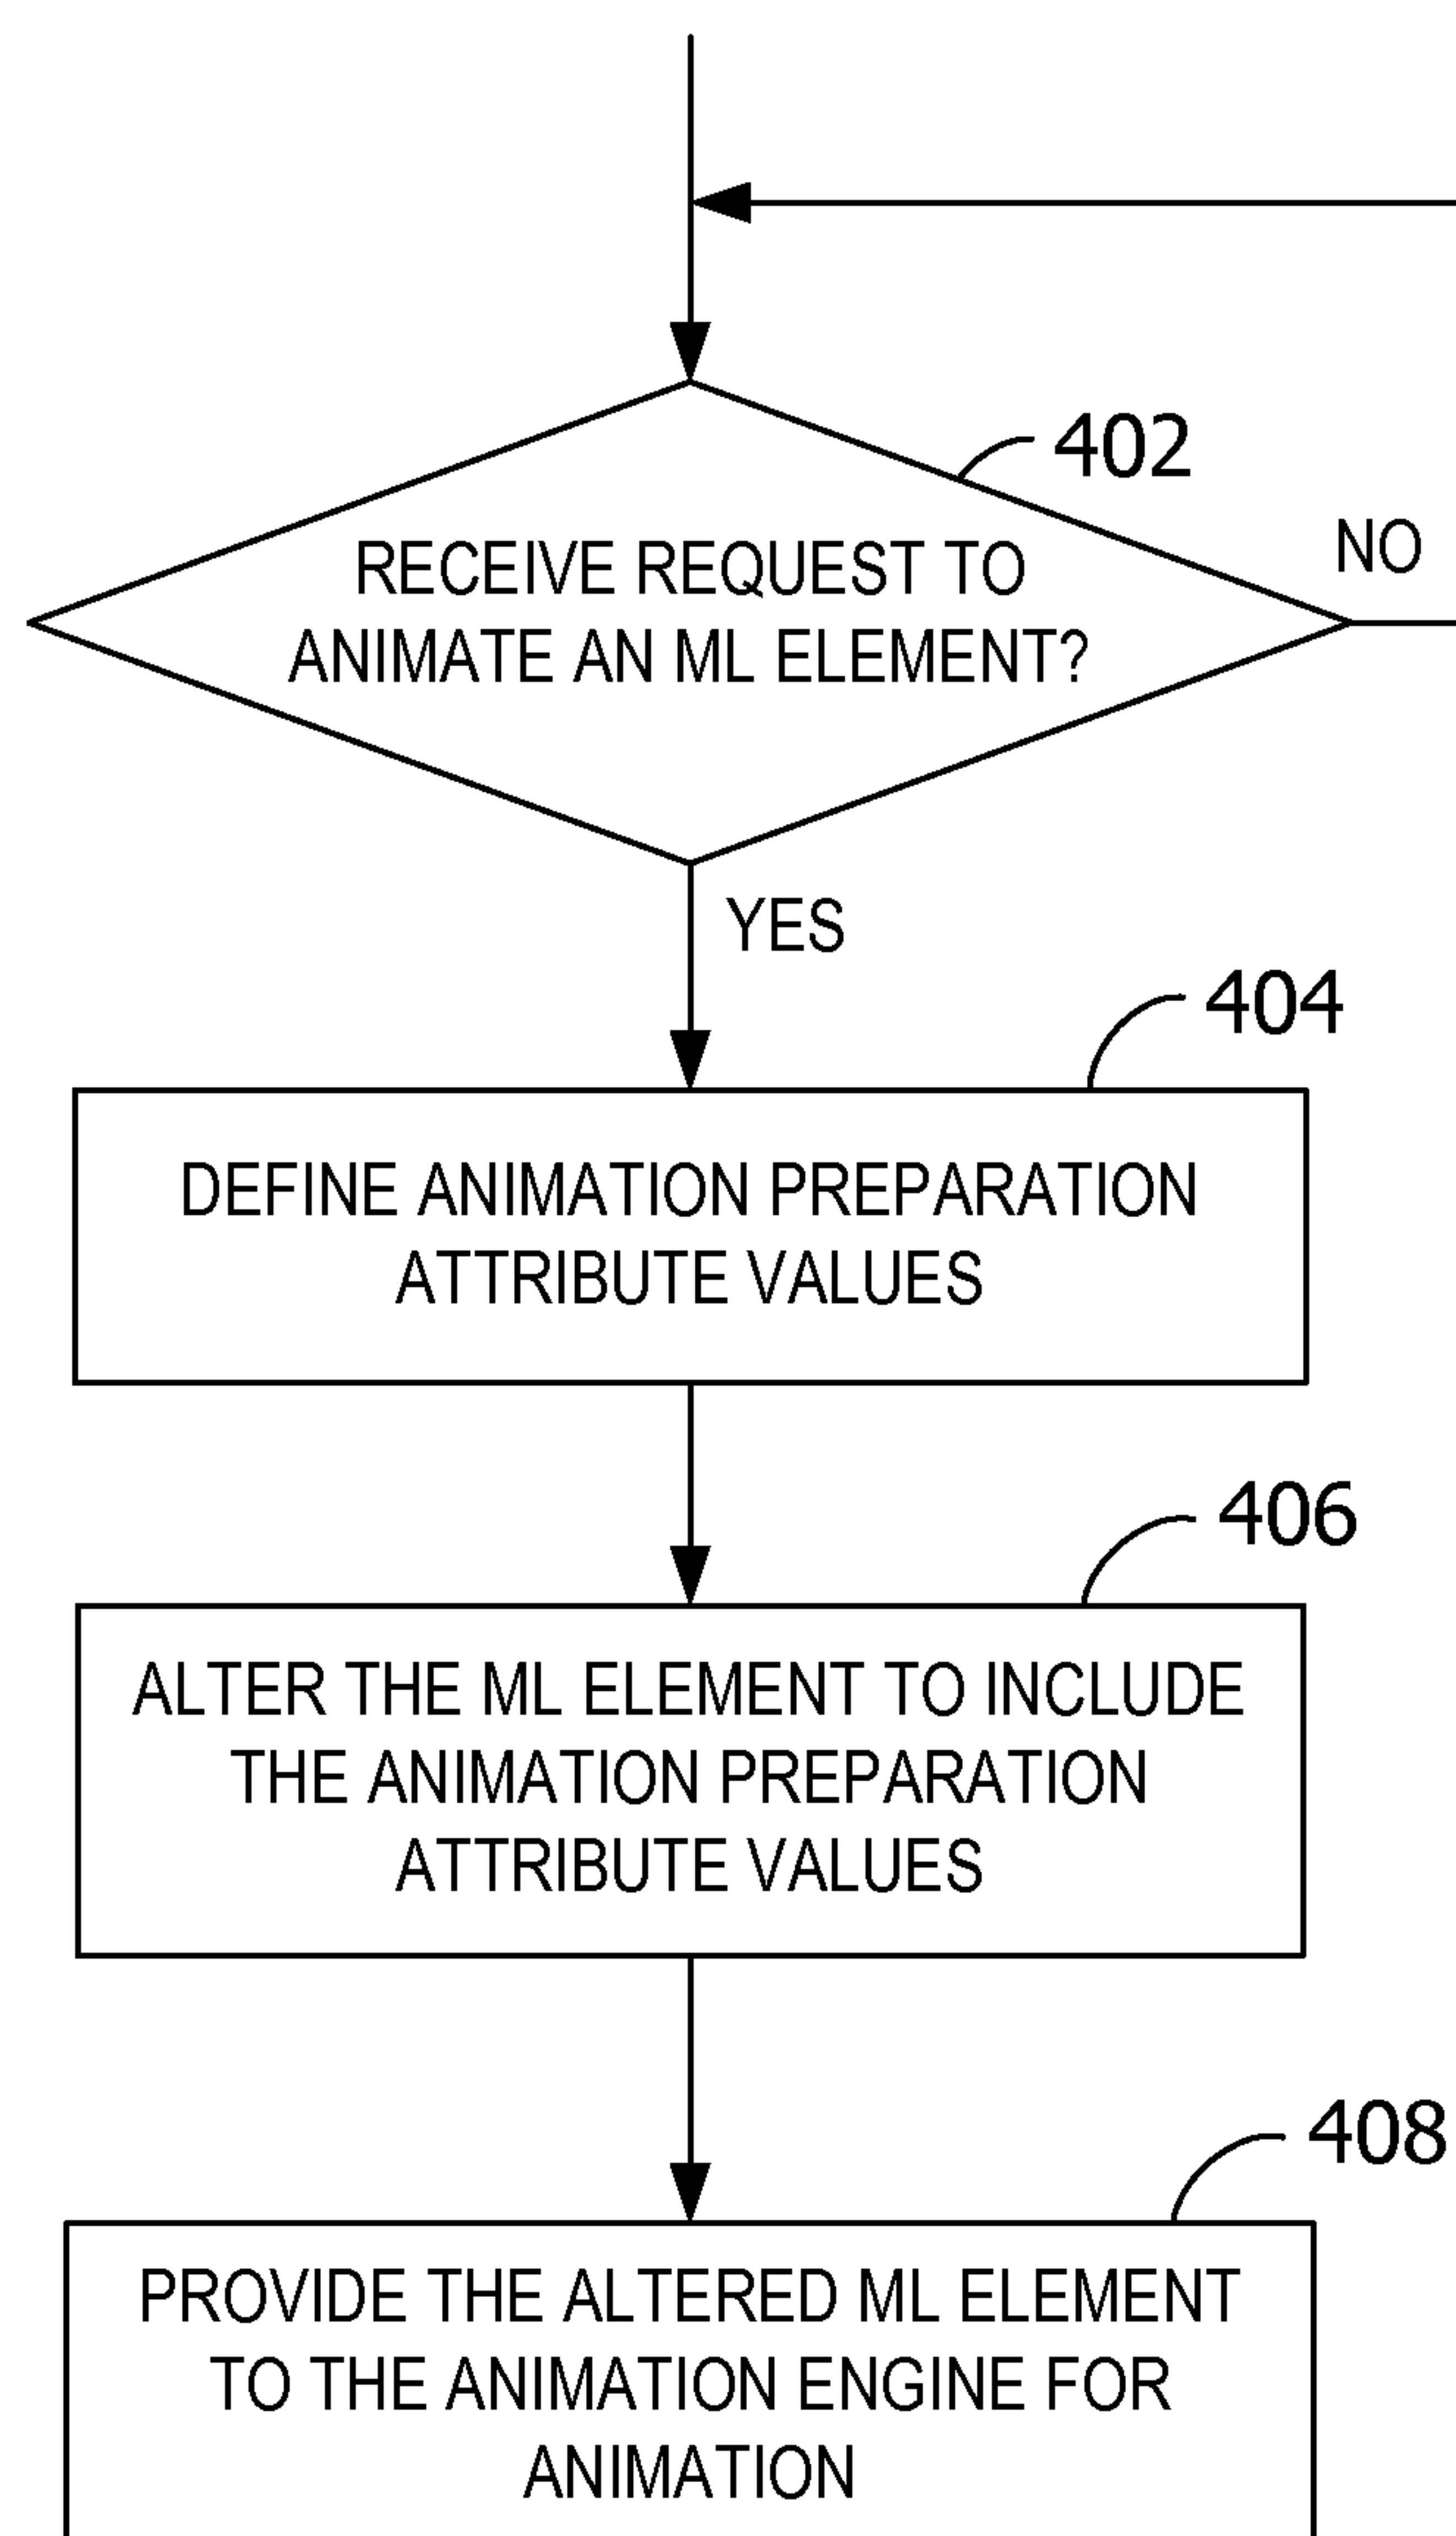 402
RECEIVE REQUEST TO
ANIMATE AN ML ELEMENT?
NO
YES
404
DEFINE ANIMATION PREPARATION
ATTRIBUTE VALUES
406
ALTER THE ML ELEMENT TO INCLUDE
THE ANIMATION PREPARATION
ATTRIBUTE VALUES
408
PROVIDE THE ALTERED ML ELEMENT
TO THE ANIMATION ENGINE FOR
ANIMATION